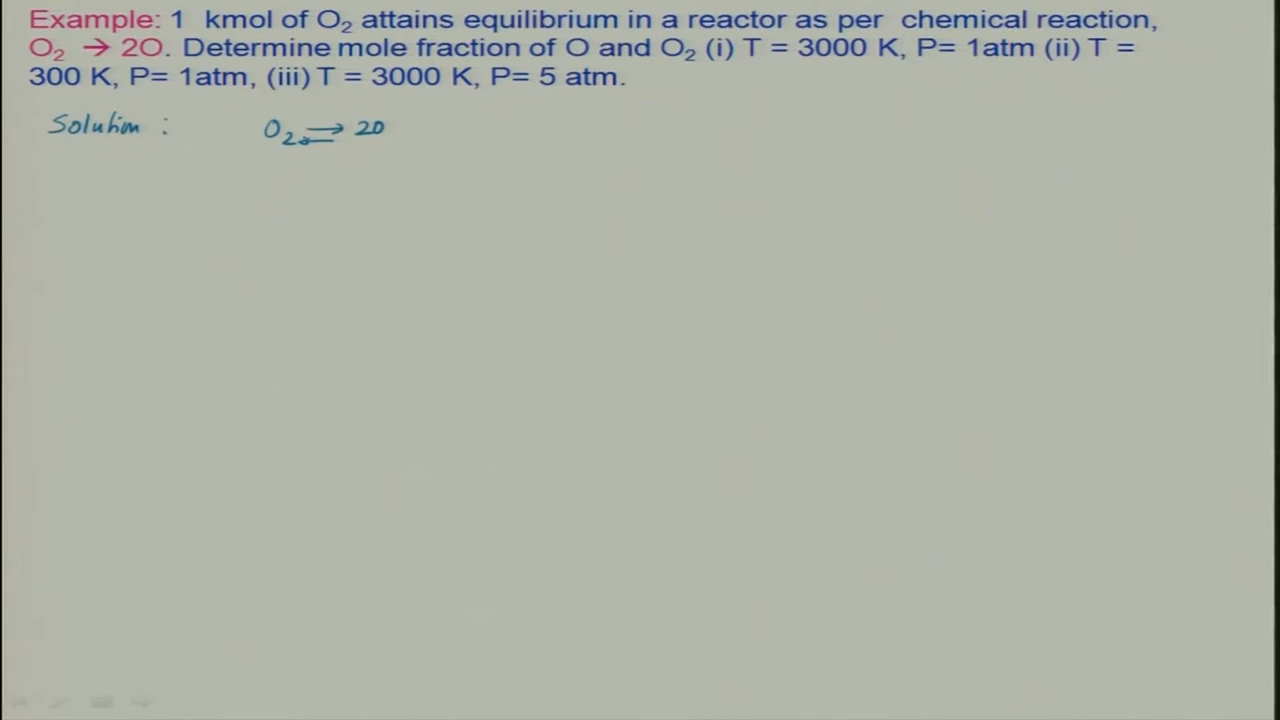 Example: 1 kmol of O₂ attains equilibrium in a reactor as per chemical reaction,
O₂ → 2O. Determine mole fraction of O and O₂ (i) T = 3000 K, P= 1atm (ii) T =
300 K, P= 1atm, (iii) T = 3000 K, P= 5 atm.
Solution : O₂ ⇌ 2O